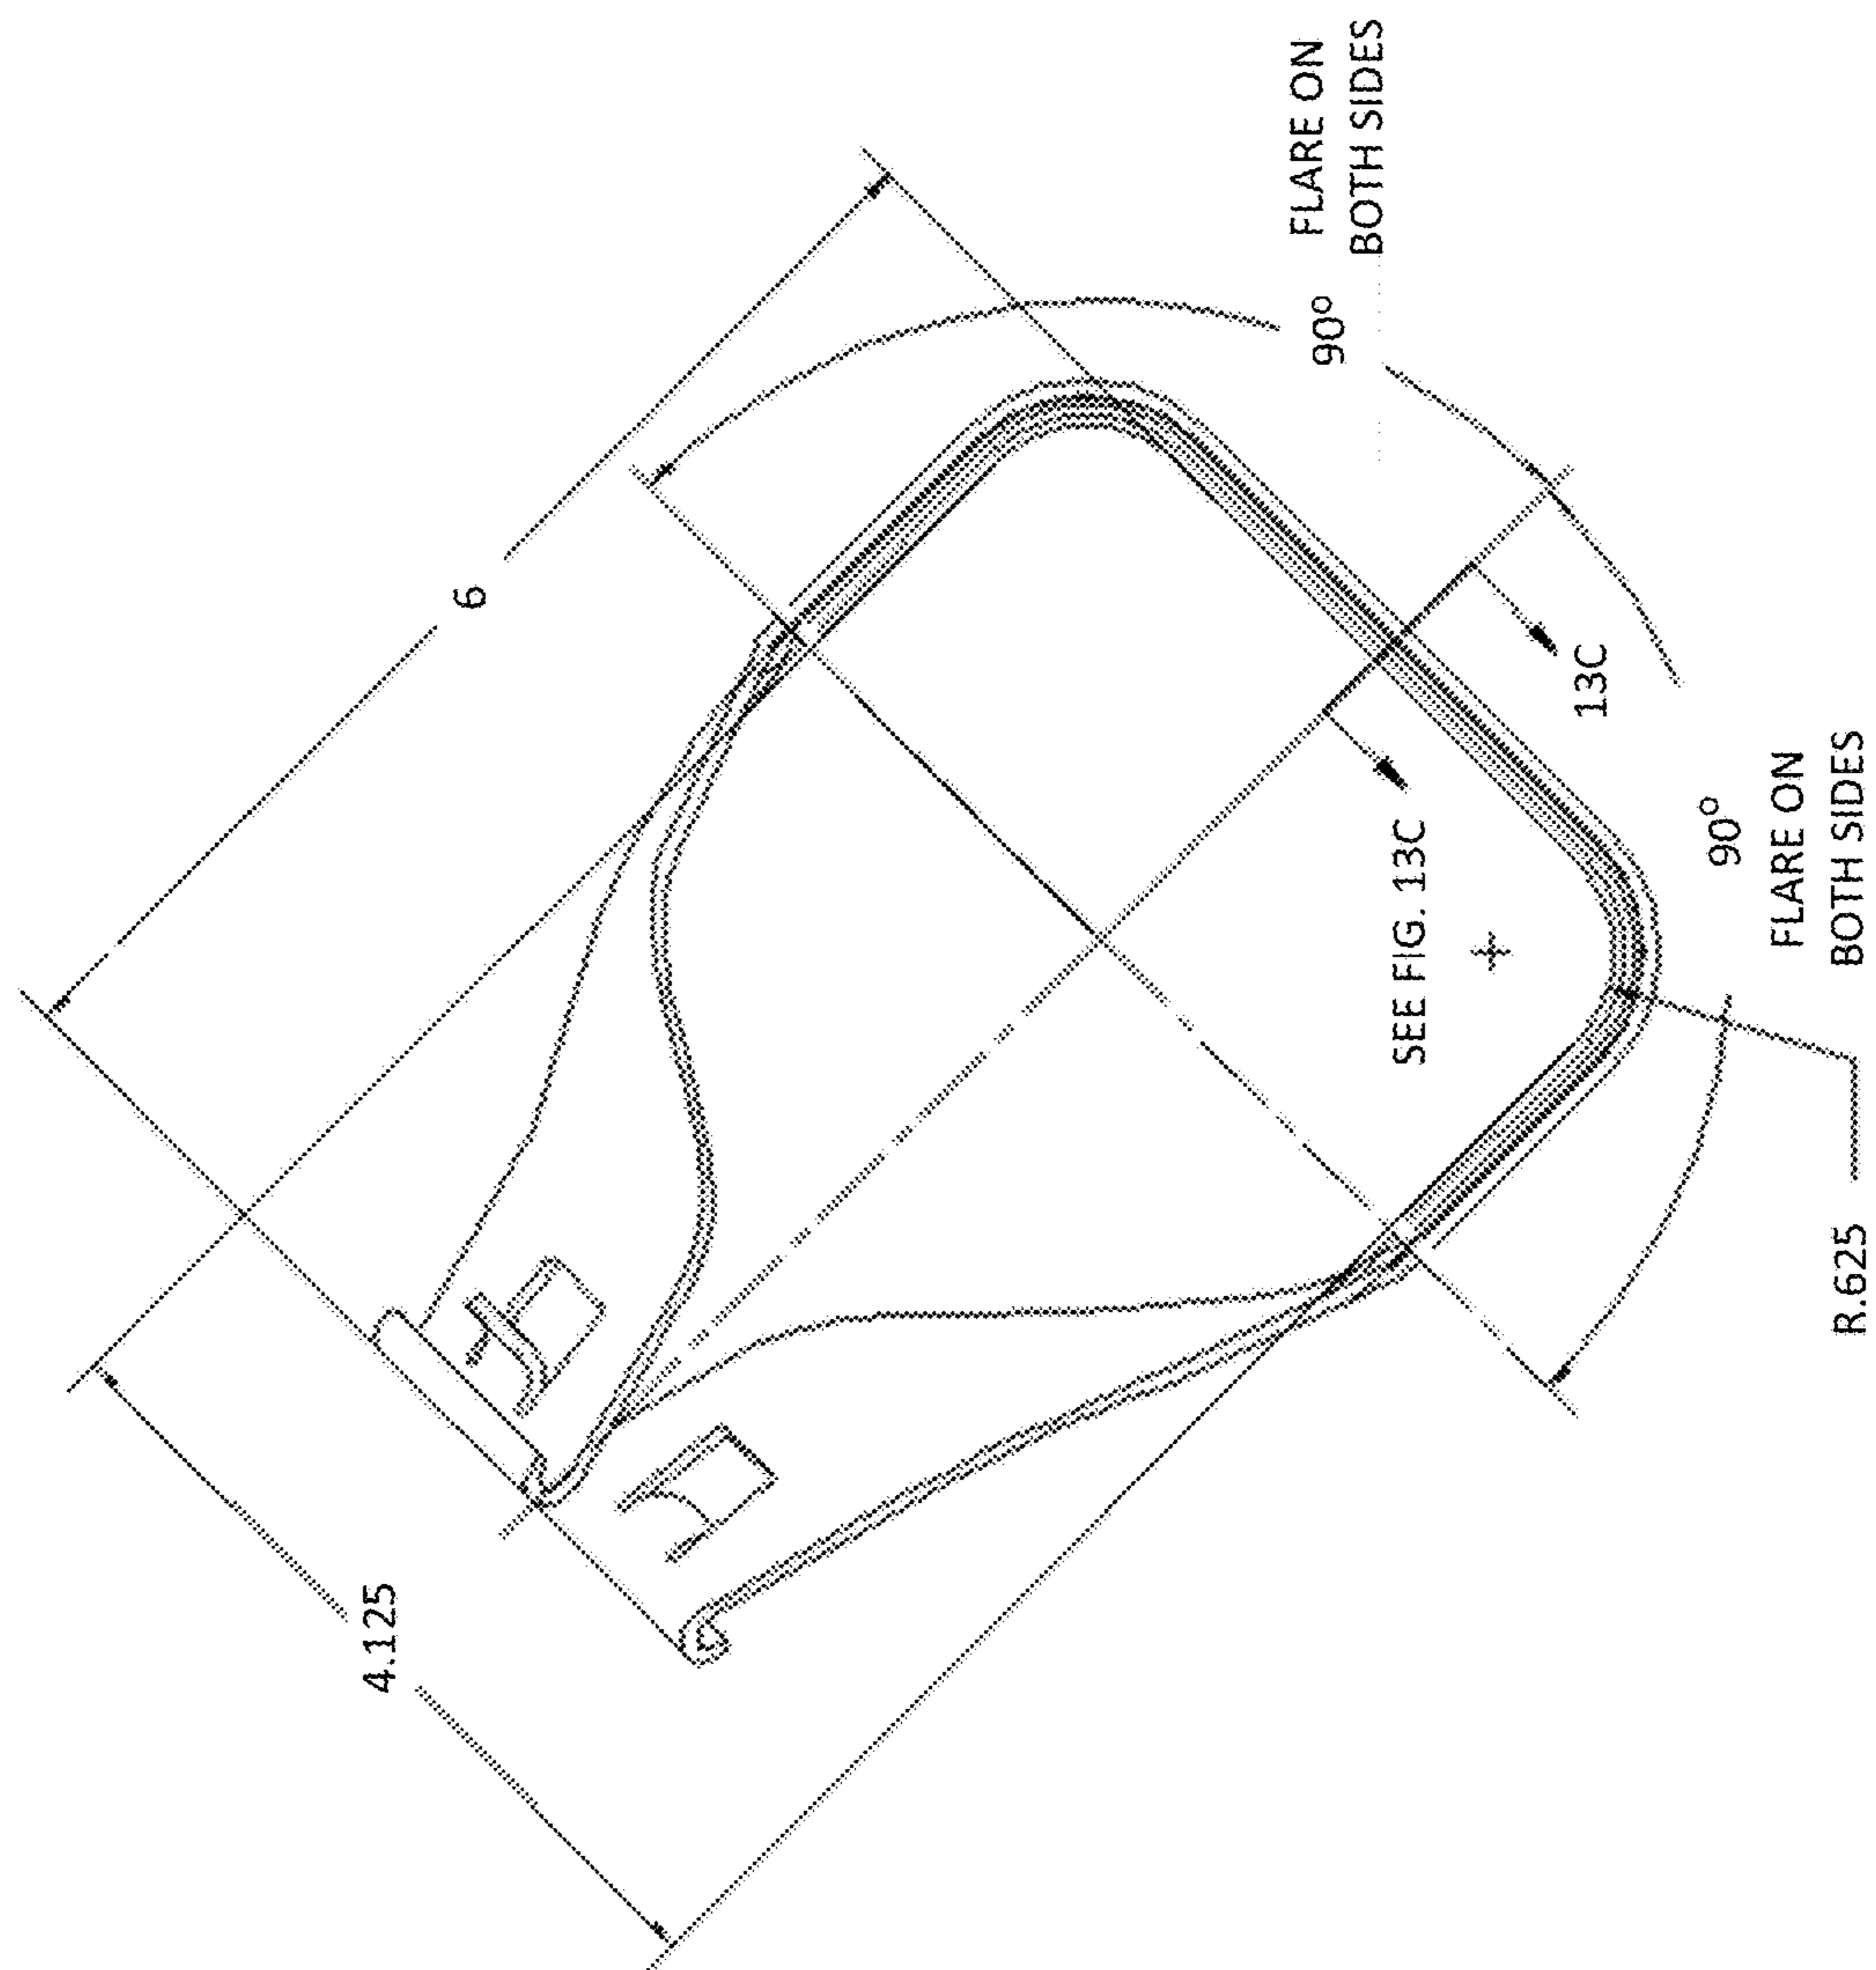 4.125
6
FLARE ON
BOTH SIDES
90°
SEE FIG. 13C
13C
90°
FLARE ON
BOTH SIDES
R.625